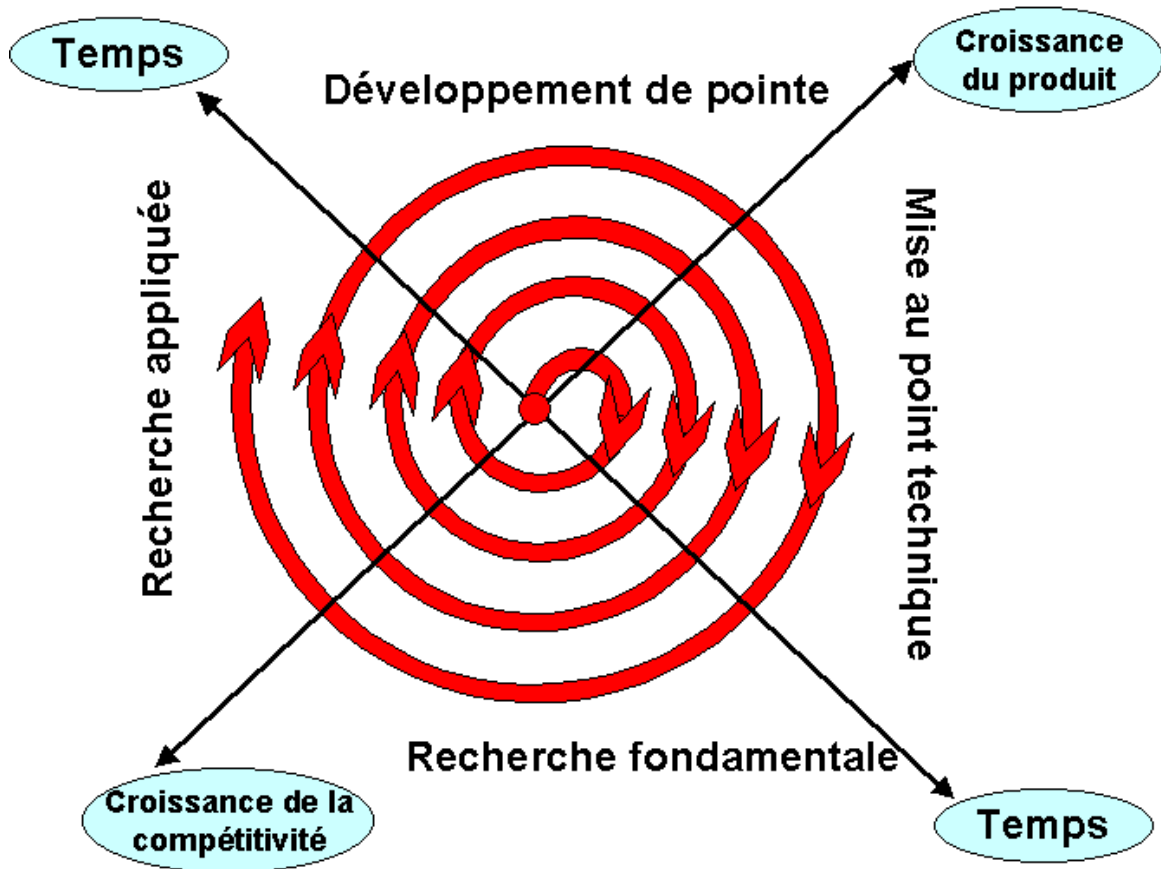 Temps
Croissance
du produit
Développement de pointe
Recherche appliquée
Mise au point technique
Recherche fondamentale
Croissance de la
compétitivité
Temps